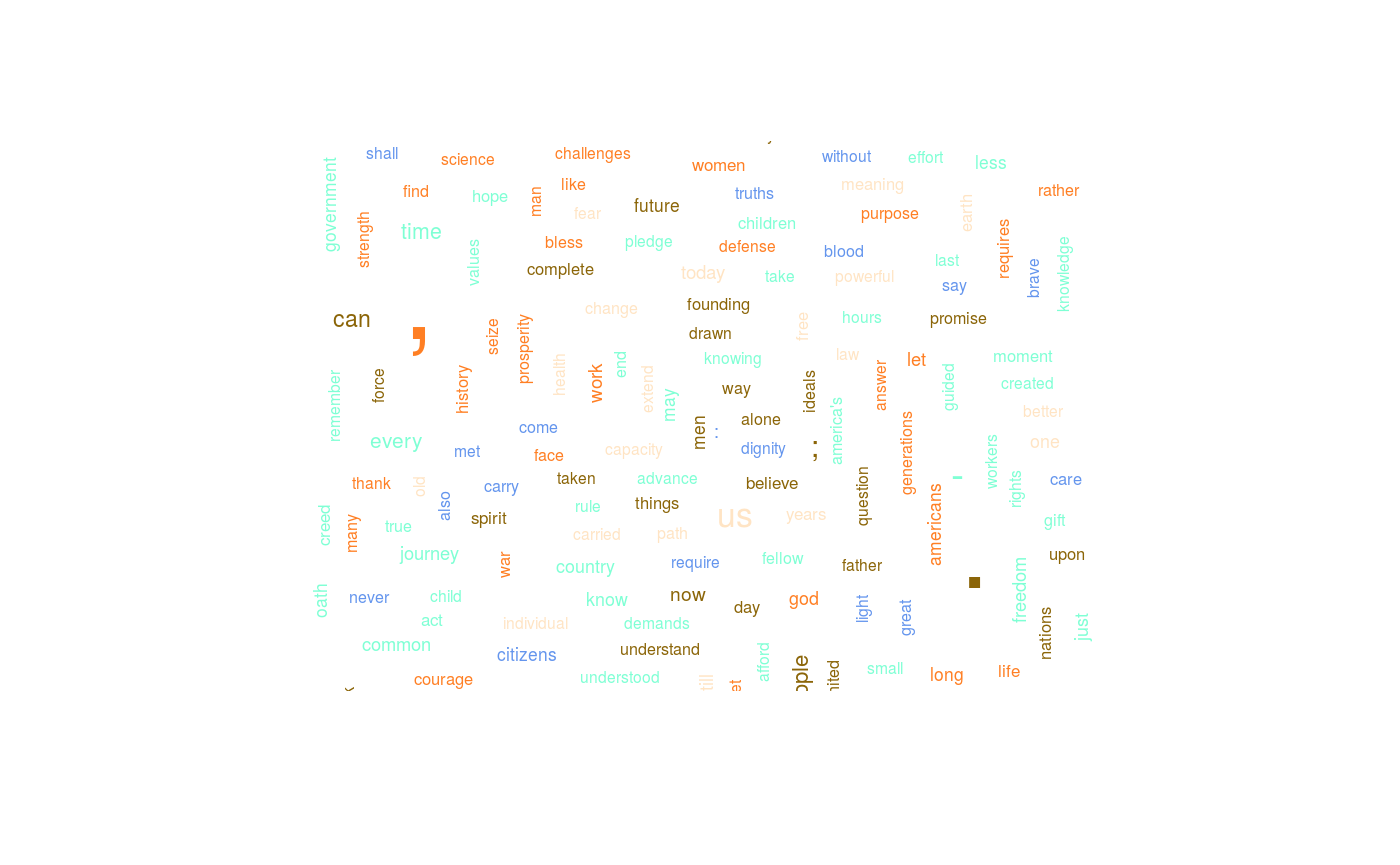 shall
science
challenges
women
without
effort
less
government
find
hope
man
like
fear
future
truths
children
meaning
purpose
earth
rather
strength
time
values
bless
pledge
defense
blood
requires
last
brave
knowledge
complete
today
take
powerful
say
can
,
seize
prosperity
change
founding
drawn
free
hours
promise
remember
force
history
health
work
end
extend
may
knowing
way
law
ideals
answer
let
guided
moment
created
better
every
met
come
face
capacity
men
:
alone
dignity
;
america's
generations
workers
one
thank
old
also
carry
taken
advance
things
believe
question
americans
-
rights
care
creed
many
true
spirit
rule
carried
path
us
years
gift
journey
war
country
require
fellow
father
upon
oath
never
child
act
individual
know
now
demands
day
god
light
great
.
freedom
nations
just
common
courage
citizens
understand
understood
afford
small
long
life